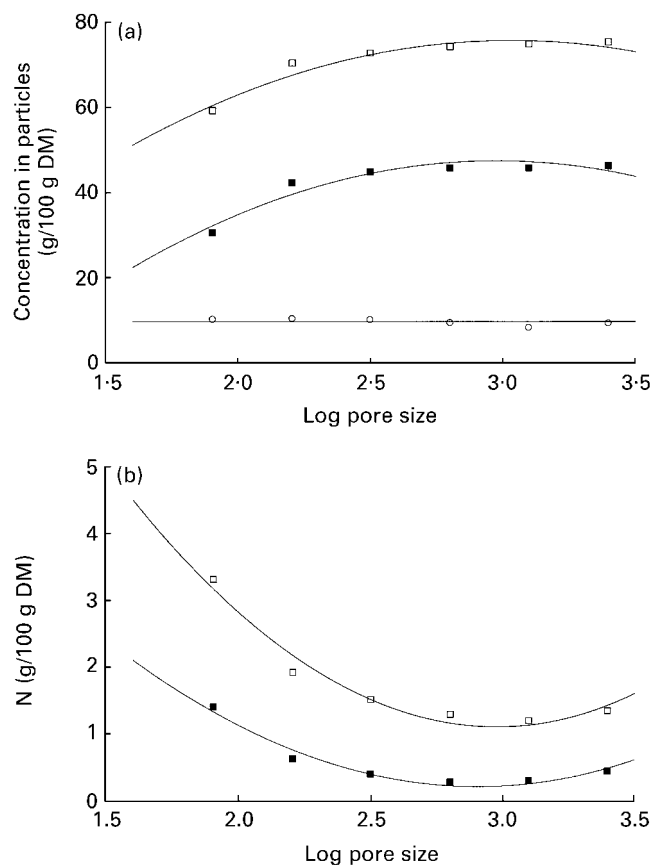 (a)
80
60
40
20
0
Concentration in particles
(g/100 g DM)
1·5 2·0 2·5 3·0 3·5
Log pore size
(b)
5
4
3
2
1
0
N (g/100 g DM)
1·5 2·0 2·5 3·0 3·5
Log pore size